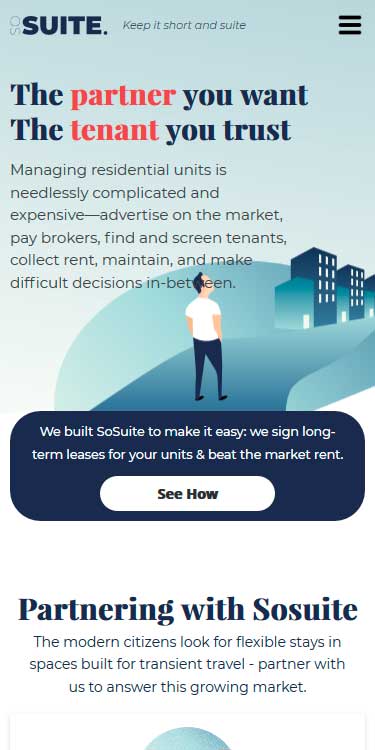 SO SUITE. Keep it short and suite
The partner you want
The tenant you trust
Managing residential units is
needlessly complicated and
expensive—advertise on the market,
pay brokers, find and screen tenants,
collect rent, maintain, and make
difficult decisions in-between.
We built SoSuite to make it easy: we sign long-
term leases for your units & beat the market rent.
See How
Partnering with Sosuite
The modern citizens look for flexible stays in
spaces built for transient travel - partner with
us to answer this growing market.